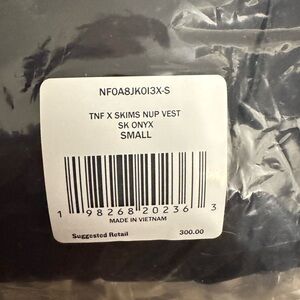 NF0A8JK0I3X-S
TNF X SKIMS NUP VEST
SK ONYX
SMALL
1 98268 20236 3
MADE IN VIETNAM
Suggested Retail 300.00